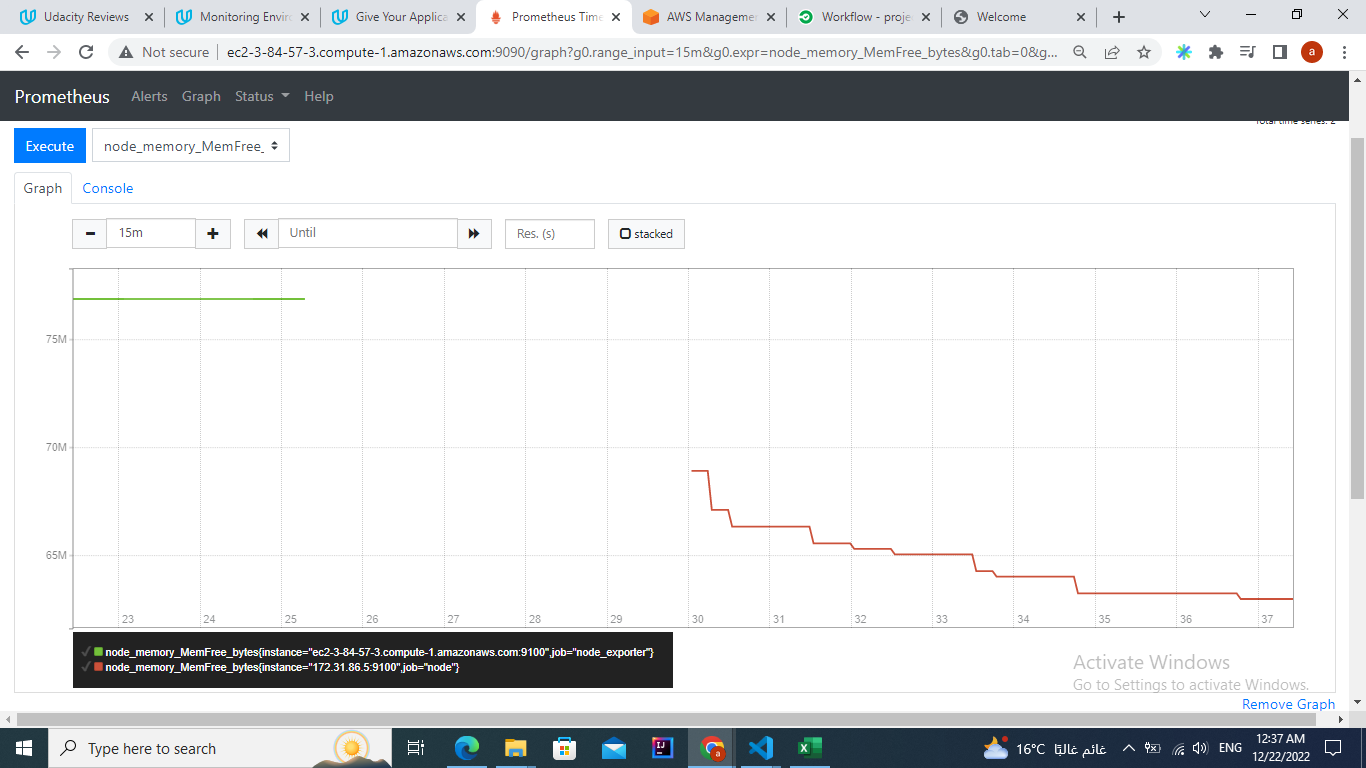 Udacity Reviews
Monitoring Enviro
Give Your Applica
Prometheus Time
AWS Managemen
Workflow - projec
Welcome
Not secure
ec2-3-84-57-3.compute-1.amazonaws.com:9090/graph?g0.range_input=15m&g0.expr=node_memory_MemFree_bytes&g0.tab=0&g...
a
Prometheus Alerts Graph Status Help
Total time series: 2
Execute node_memory_MemFree_
Graph Console
15m Until Res. (s) stacked
75M
70M
65M
23 24 25 26 27 28 29 30 31 32 33 34 35 36 37
node_memory_MemFree_bytes{instance="ec2-3-84-57-3.compute-1.amazonaws.com:9100",job="node_exporter"}
node_memory_MemFree_bytes{instance="172.31.86.5:9100",job="node"}
Activate Windows
Go to Settings to activate Windows.
Remove Graph
Type here to search
16°C غائم غالبًا
ENG
12:37 AM
12/22/2022